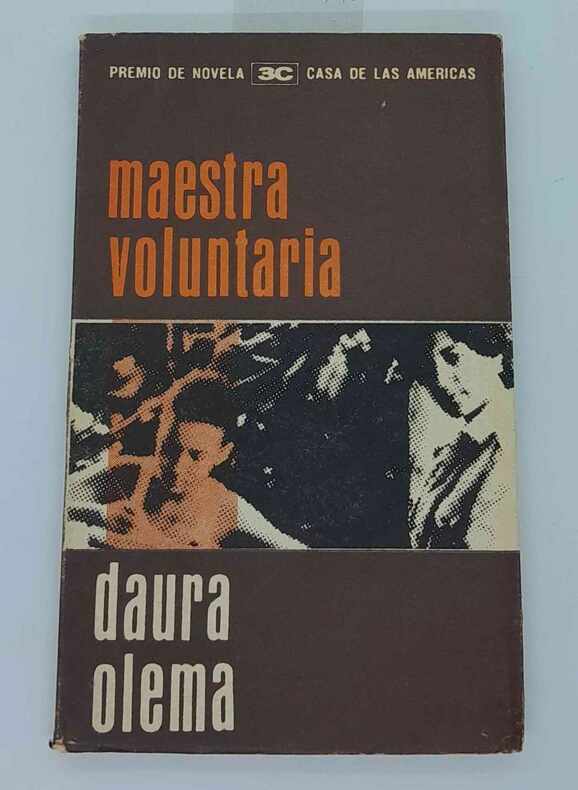 PREMIO DE NOVELA 3C CASA DE LAS AMERICAS
maestra
voluntaria
daura
olema